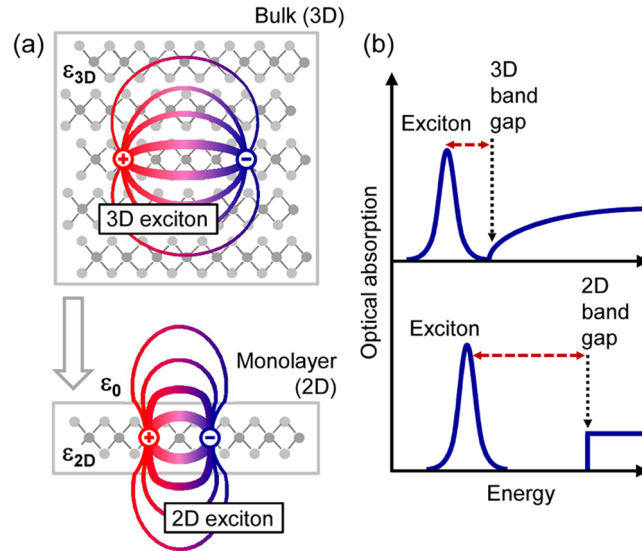 (a)
Bulk (3D)
ε3D
+
−
3D exciton
Monolayer
(2D)
ε0
ε2D
+
−
2D exciton
(b)
Optical absorption
3D
band
gap
Exciton
2D
band
gap
Exciton
Energy